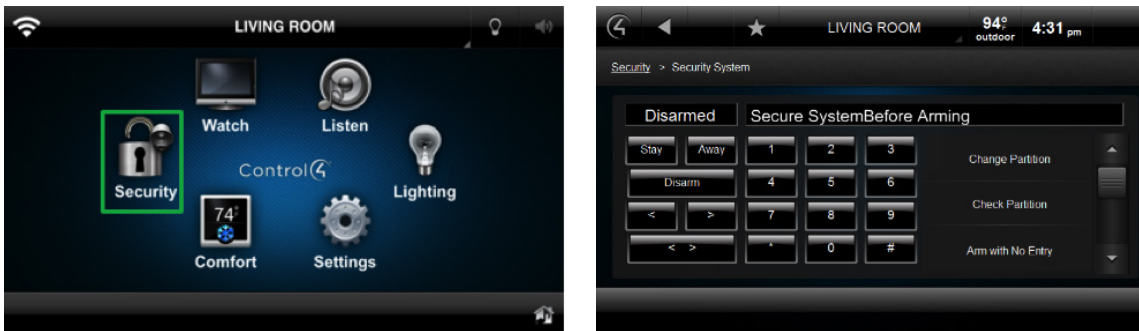 LIVING ROOM
Watch
Listen
Security
Control4
Lighting
74°
Comfort
Settings
4
LIVING ROOM
94°
outdoor
4:31 pm
Security > Security System
Disarmed
Secure SystemBefore Arming
Stay
Away
1
2
3
Change Partition
Disarm
4
5
6
Check Partition
<
>
7
8
9
< >
*
0
#
Arm with No Entry